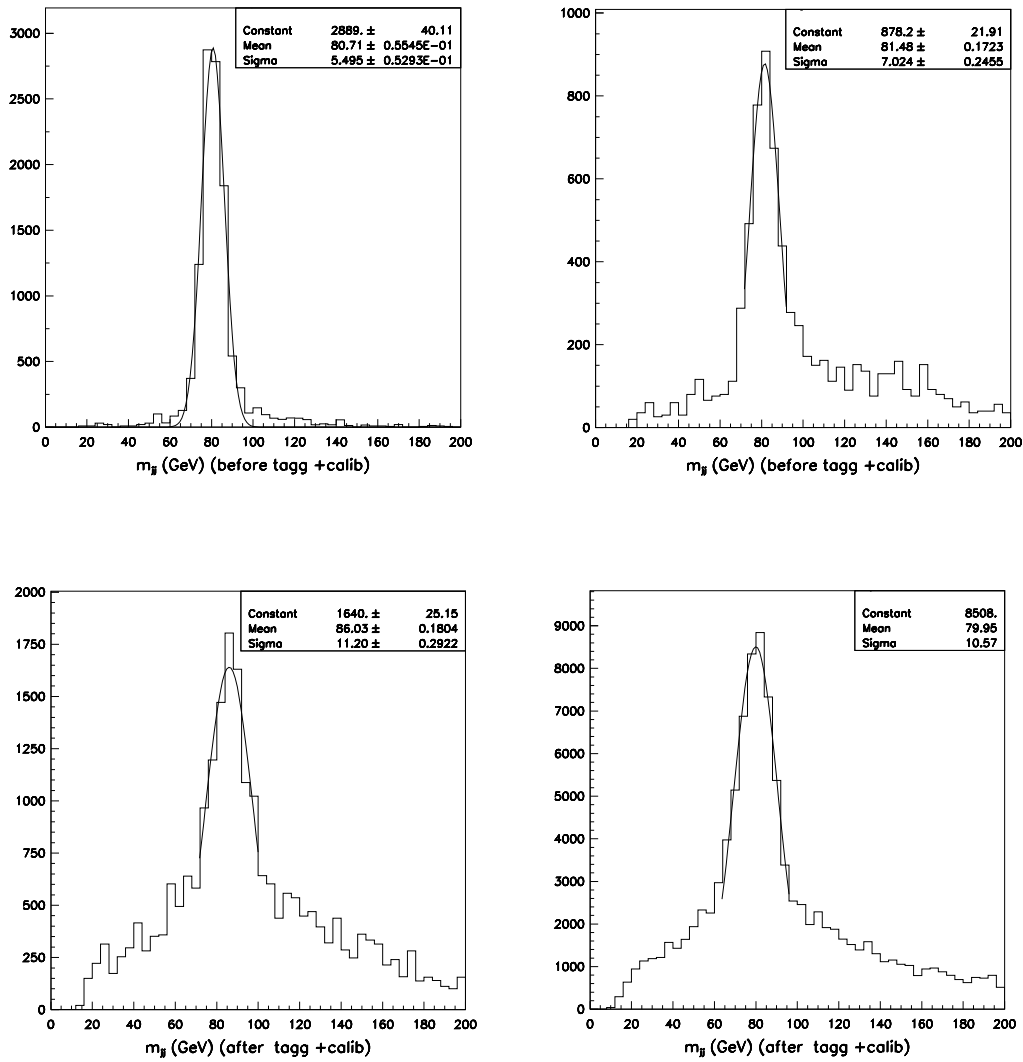 Constant 2889. ± 40.11
Mean 80.71 ± 0.5545E-01
Sigma 5.495 ± 0.5293E-01
3000
2500
2000
1500
1000
500
0
0 20 40 60 80 100 120 140 160 180 200
m_jj (GeV) (before tagg +calib)
Constant 878.2 ± 21.91
Mean 81.48 ± 0.1723
Sigma 7.024 ± 0.2455
1000
800
600
400
200
0
0 20 40 60 80 100 120 140 160 180 200
m_jj (GeV) (before tagg +calib)
Constant 1640. ± 25.15
Mean 86.03 ± 0.1804
Sigma 11.20 ± 0.2922
2000
1750
1500
1250
1000
750
500
250
0
0 20 40 60 80 100 120 140 160 180 200
m_jj (GeV) (after tagg +calib)
Constant 8508.
Mean 79.95
Sigma 10.57
9000
8000
7000
6000
5000
4000
3000
2000
1000
0
0 20 40 60 80 100 120 140 160 180 200
m_jj (GeV) (after tagg +calib)